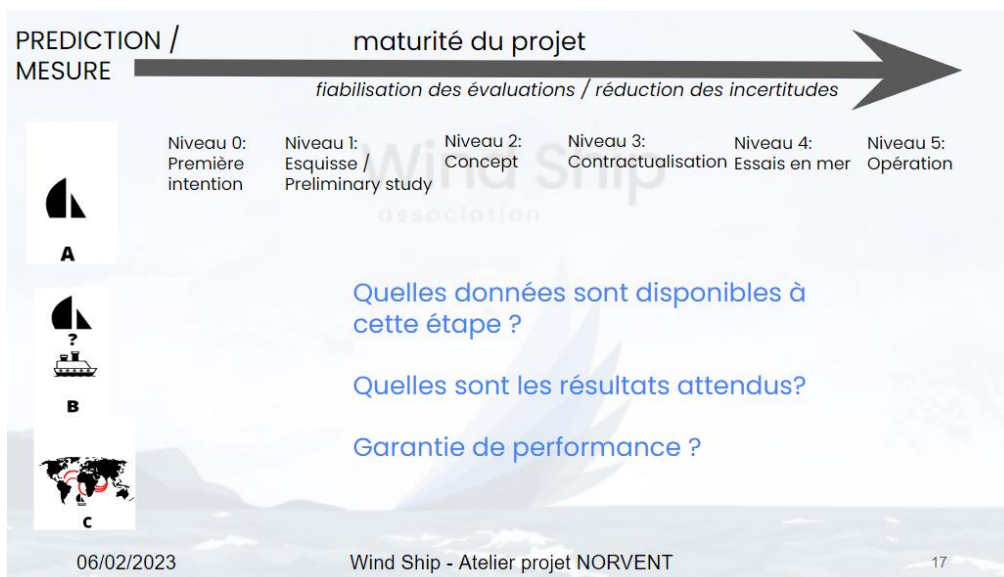 PREDICTION /
MESURE
maturité du projet
fiabilisation des évaluations / réduction des incertitudes
Niveau 0:
Première
intention
Niveau 1:
Esquisse /
Preliminary study
Niveau 2:
Concept
Niveau 3:
Contractualisation
Niveau 4:
Essais en mer
Niveau 5:
Opération
Wind Ship
association
A
Quelles données sont disponibles à
cette étape ?
?
B
Quelles sont les résultats attendus?
Garantie de performance ?
C
06/02/2023
Wind Ship - Atelier projet NORVENT
17